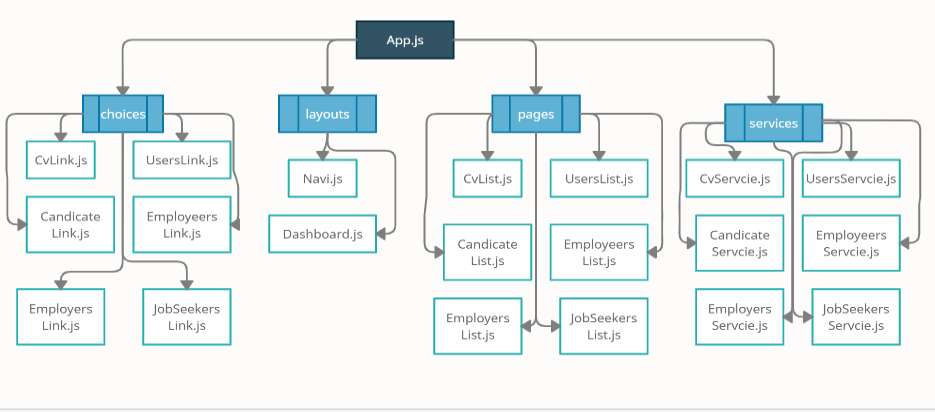 App.js
choices
layouts
pages
services
CvLink.js
UsersLink.js
Candicate
Link.js
Employeers
Link.js
Employers
Link.js
JobSeekers
Link.js
Navi.js
Dashboard.js
CvList.js
UsersList.js
Candicate
List.js
Employeers
List.js
Employers
List.js
JobSeekers
List.js
CvServcie.js
UsersServcie.js
Candicate
Servcie.js
Employeers
Servcie.js
Employers
Servcie.js
JobSeekers
Servcie.js